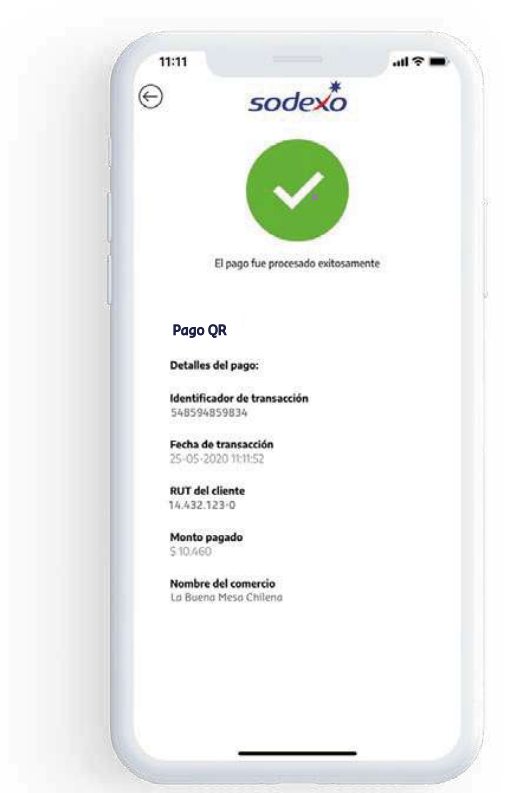 11:11
sodexo
El pago fue procesado exitosamente
Pago QR
Detalles del pago:
Identificador de transacción
548594859834
Fecha de transacción
25-05-2020 11:11:52
RUT del cliente
14.432.123-0
Monto pagado
$ 10.460
Nombre del comercio
La Buena Mesa Chilena